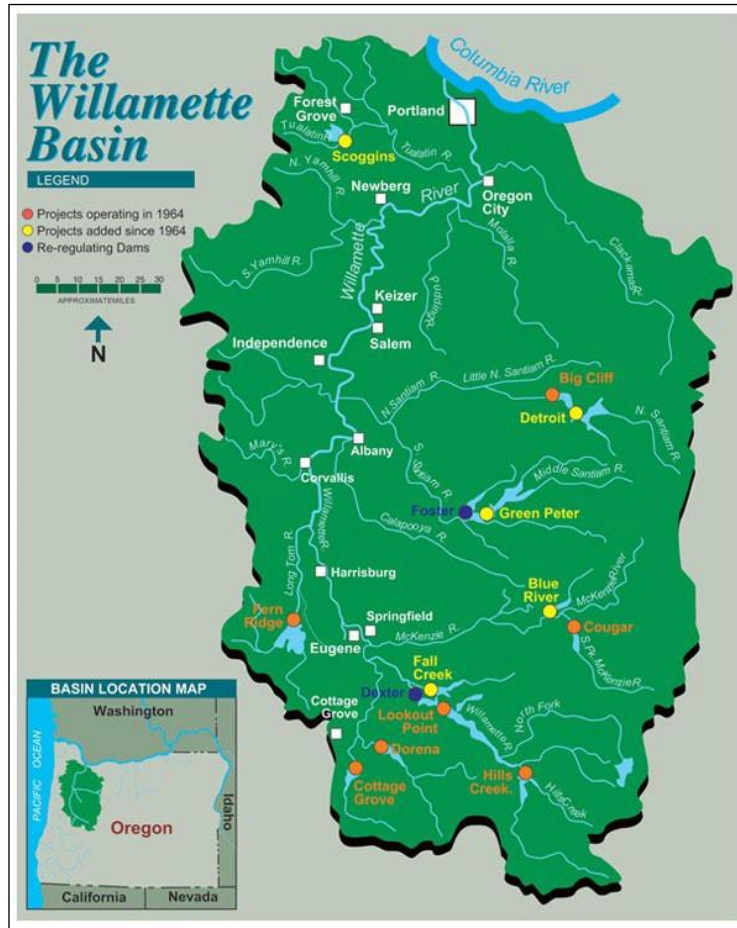 The
Willamette
Basin
LEGEND
Projects operating in 1964
Projects added since 1964
Re-regulating Dams
0 5 10 15 20 25 30
APPROXIMATEMILES
N
Columbia River
Portland
Forest
Grove
Tualatin
Scoggins
Tualatin R.
N. Yamhill R.
Newberg
River
Oregon
City
Molalla R.
Clackamas R.
Pudding R.
S. Yamhill R.
Willamette
Keizer
Salem
Independence
Little N. Santiam R.
N Santiam R.
Big Cliff
Detroit
N. Santiam R.
Albany
S. Santiam R.
Mary's R.
Corvallis
Middle Santiam R.
Foster
Green Peter
Willamette R.
Calapooya R.
Long Tom R.
Harrisburg
Blue
River
McKenzie River
Springfield
Fern
Ridge
McKenzie R.
Cougar
Eugene
S. Fk. McKenzie R.
Fall
Creek
Dexter
Lookout
Point
Willamette R.
North Fork
Cottage
Grove
Dorena
Cottage
Grove
Hills
Creek.
Hills Creek
BASIN LOCATION MAP
Washington
PACIFIC OCEAN
Oregon
Idaho
California
Nevada